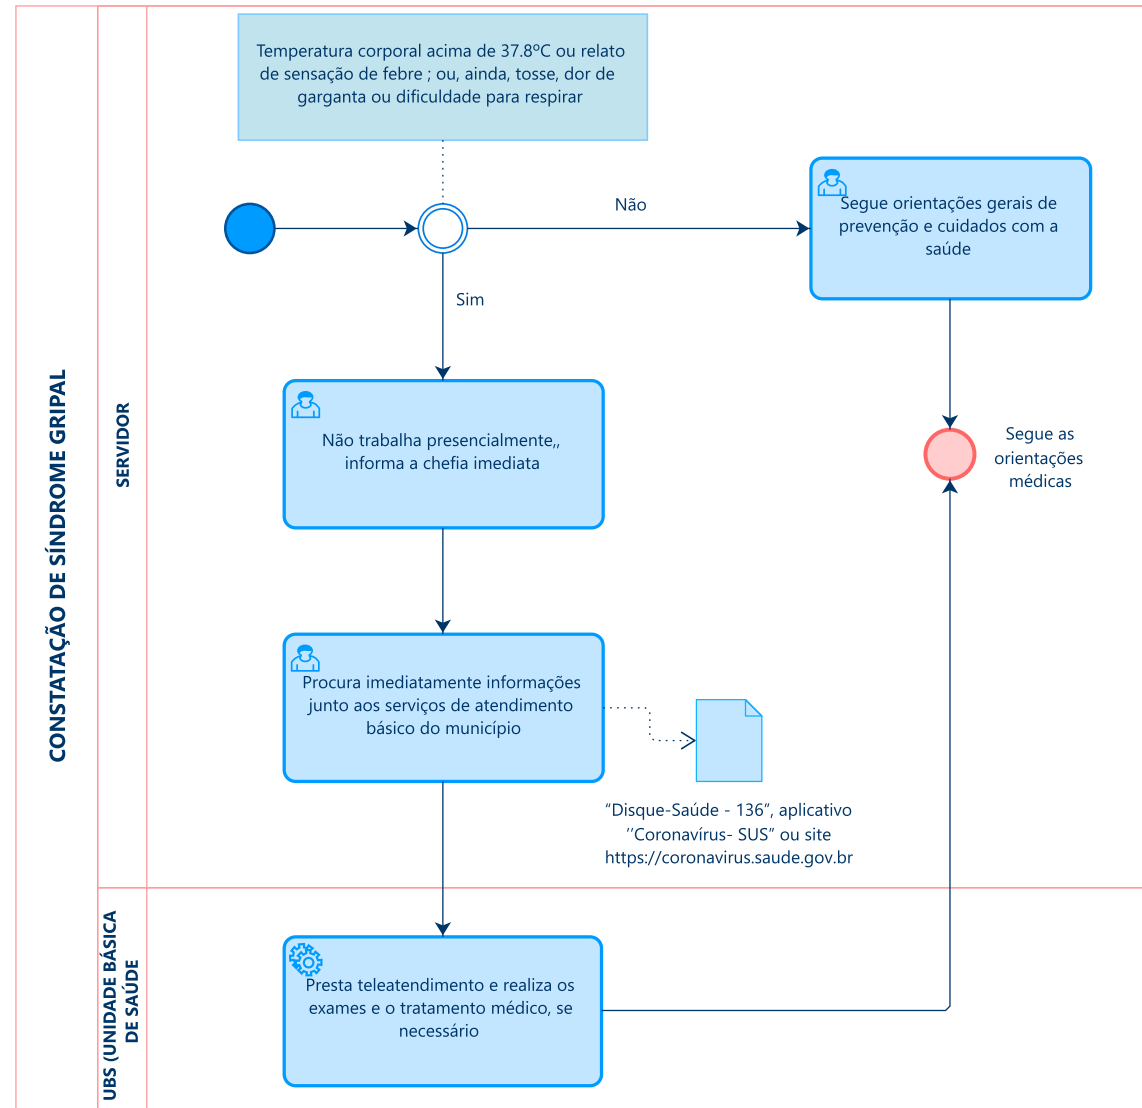 CONSTATAÇÃO DE SÍNDROME GRIPAL
SERVIDOR
Temperatura corporal acima de 37.8ºC ou relato
de sensação de febre ; ou, ainda, tosse, dor de
garganta ou dificuldade para respirar
Não
Segue orientações gerais de
prevenção e cuidados com a
saúde
Sim
Não trabalha presencialmente,,
informa a chefia imediata
Segue as
orientações
médicas
Procura imediatamente informações
junto aos serviços de atendimento
básico do município
“Disque-Saúde - 136”, aplicativo
’’Coronavírus- SUS” ou site
https://coronavirus.saude.gov.br
UBS (UNIDADE BÁSICA
DE SAÚDE
Presta teleatendimento e realiza os
exames e o tratamento médico, se
necessário